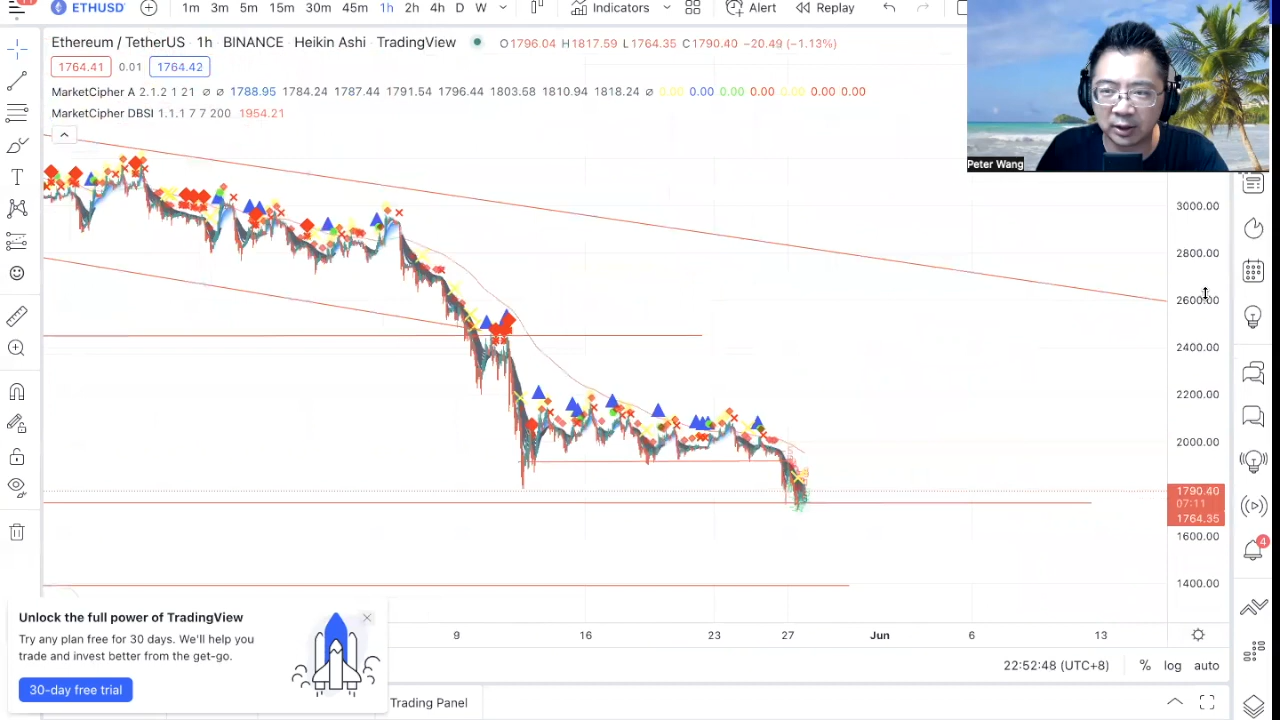 11
ETHUSD
1m 3m 5m 15m 30m 45m 1h 2h 4h D W Indicators Alert Replay
Ethereum / TetherUS · 1h · BINANCE · Heikin Ashi · TradingView O1796.04 H1817.59 L1764.35 C1790.40 −20.49 (−1.13%)
1764.41 0.01 1764.42
MarketCipher A 2.1.2 1 21 ∅ ∅ 1788.95 1784.24 1787.44 1791.54 1796.44 1803.58 1810.94 1818.24 ∅ 0.00 0.00 0.00 0.00 0.00 0.00 0.00
MarketCipher DBSI 1.1.1 7 7 200 1954.21
Peter Wang
3000.00
2800.00
2600.00
2400.00
2200.00
2000.00
1790.40
07:11
1764.35
1600.00
1400.00
4
9 16 23 27 Jun 6 13
Unlock the full power of TradingView
Try any plan free for 30 days. We'll help you
trade and invest better from the get-go.
30-day free trial
22:52:48 (UTC+8) % log auto
Trading Panel